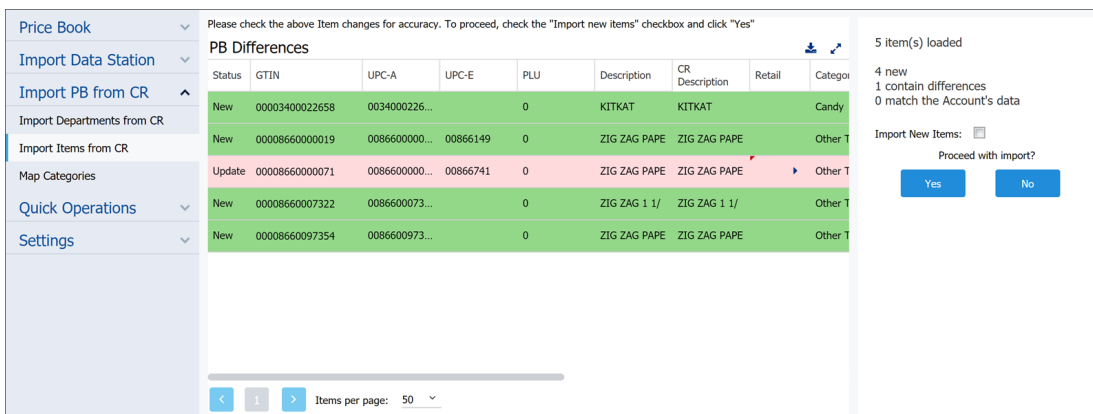 Price Book
Import Data Station
Import PB from CR
Import Departments from CR
Import Items from CR
Map Categories
Quick Operations
Settings
Please check the above Item changes for accuracy. To proceed, check the "Import new items" checkbox and click "Yes"
PB Differences
Status GTIN UPC-A UPC-E PLU Description CR Description Retail Categor
New 00003400022658 0034000226... 0 KITKAT KITKAT Candy
New 00008660000019 0086600000... 00866149 0 ZIG ZAG PAPE ZIG ZAG PAPE Other T
Update 00008660000071 0086600000... 00866741 0 ZIG ZAG PAPE ZIG ZAG PAPE Other T
New 00008660007322 0086600073... 0 ZIG ZAG 1 1/ ZIG ZAG 1 1/ Other T
New 00008660097354 0086600973... 0 ZIG ZAG PAPE ZIG ZAG PAPE Other T
< 1 > Items per page: 50
5 item(s) loaded
4 new
1 contain differences
0 match the Account's data
Import New Items:
Proceed with import?
Yes No